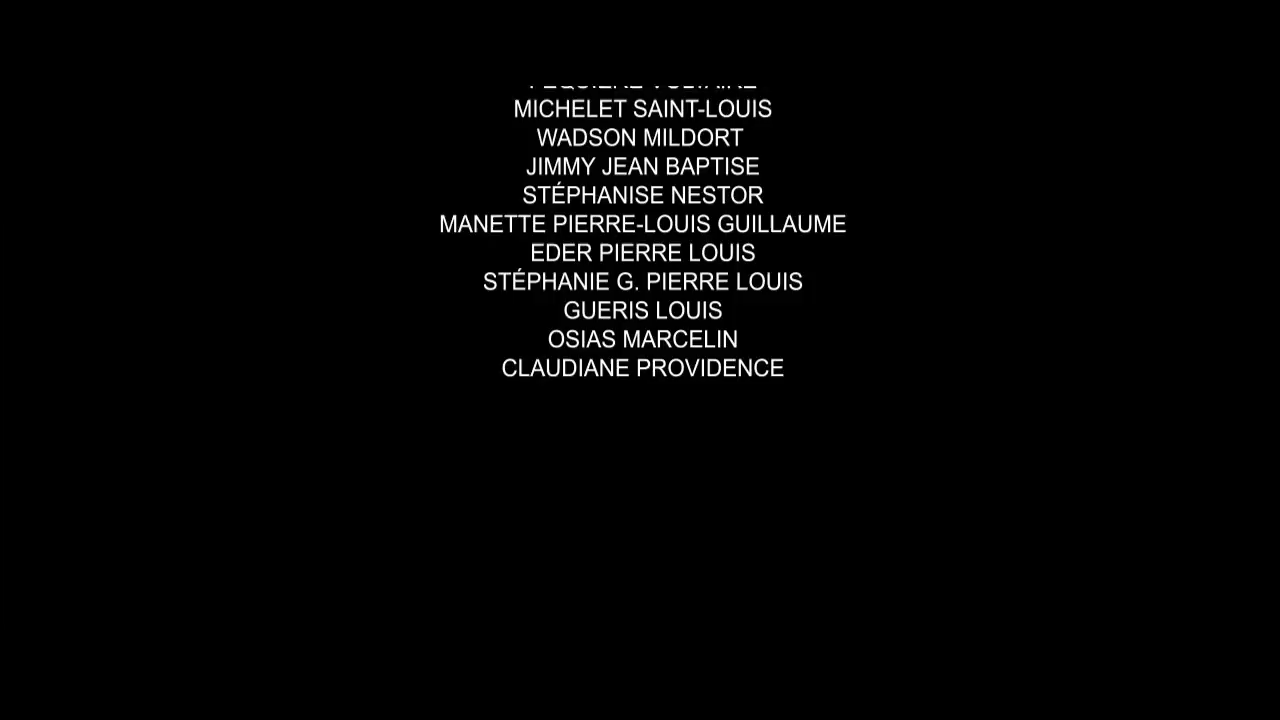 VOLTAIRE
MICHELET SAINT-LOUIS
WADSON MILDORT
JIMMY JEAN BAPTISE
STÉPHANISE NESTOR
MANETTE PIERRE-LOUIS GUILLAUME
EDER PIERRE LOUIS
STÉPHANIE G. PIERRE LOUIS
GUERIS LOUIS
OSIAS MARCELIN
CLAUDIANE PROVIDENCE